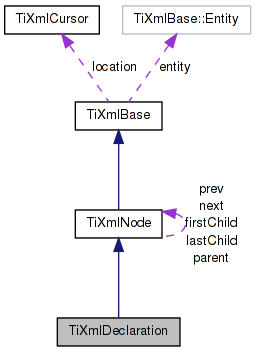 TiXmlCursor
TiXmlBase::Entity
location
entity
TiXmlBase
prev
next
firstChild
lastChild
parent
TiXmlNode
TiXmlDeclaration